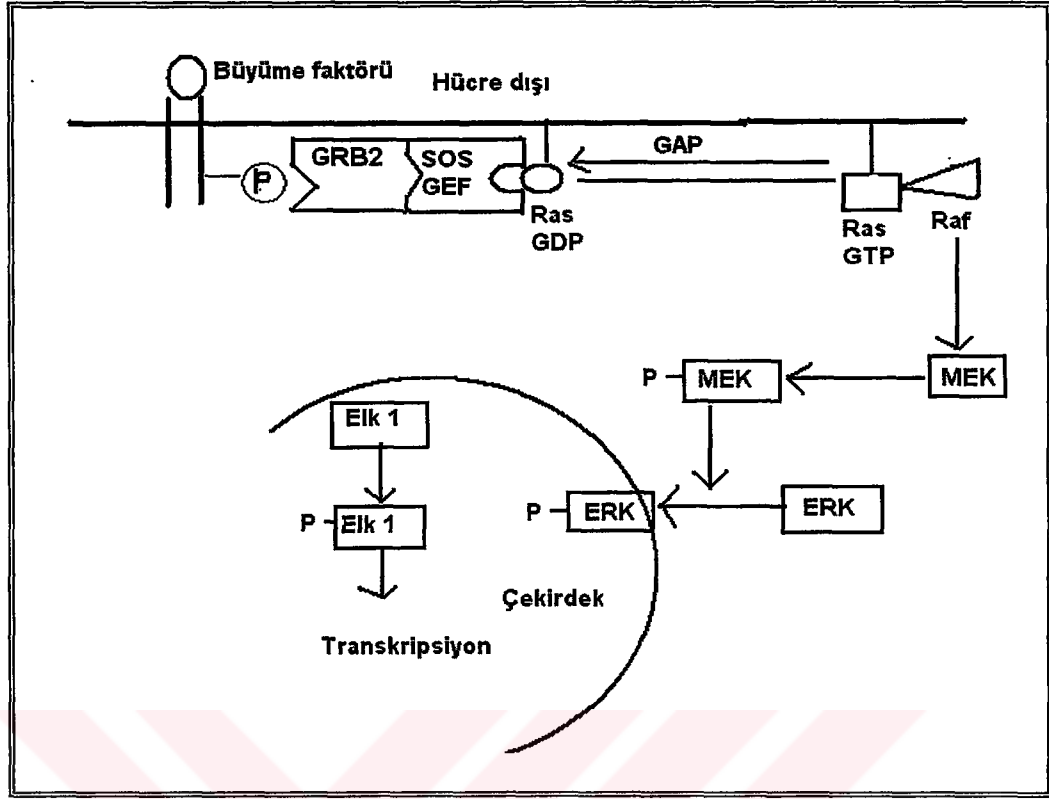 Büyüme faktörü
Hücre dışı
P
GRB2
SOS
GEF
GAP
Ras
GDP
Ras
GTP
Raf
P
MEK
MEK
Elk 1
P
Elk 1
P
ERK
ERK
Çekirdek
Transkripsiyon